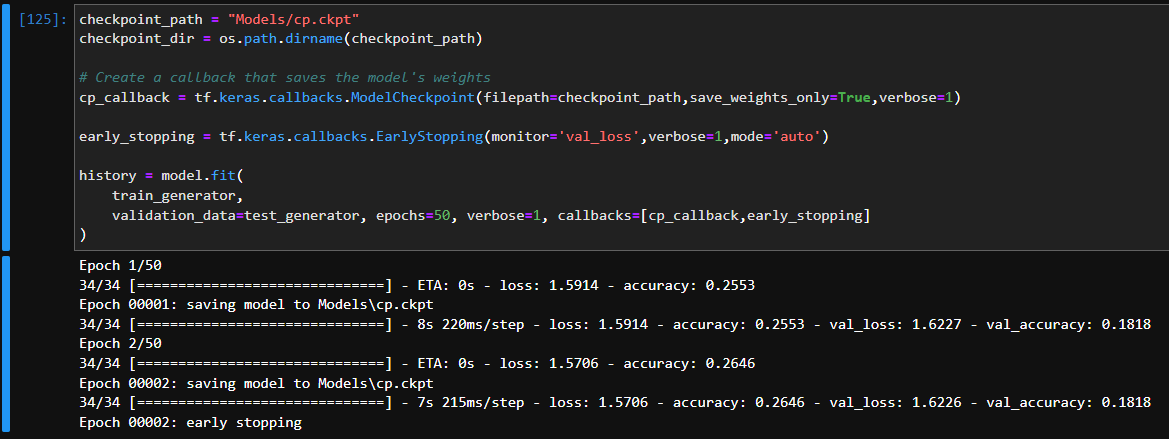 [125]: checkpoint_path = "Models/cp.ckpt"
checkpoint_dir = os.path.dirname(checkpoint_path)
# Create a callback that saves the model's weights
cp_callback = tf.keras.callbacks.ModelCheckpoint(filepath=checkpoint_path,save_weights_only=True,verbose=1)
early_stopping = tf.keras.callbacks.EarlyStopping(monitor='val_loss',verbose=1,mode='auto')
history = model.fit(
    train_generator,
    validation_data=test_generator, epochs=50, verbose=1, callbacks=[cp_callback,early_stopping]
)
Epoch 1/50
34/34 [==============================] - ETA: 0s - loss: 1.5914 - accuracy: 0.2553
Epoch 00001: saving model to Models\cp.ckpt
34/34 [==============================] - 8s 220ms/step - loss: 1.5914 - accuracy: 0.2553 - val_loss: 1.6227 - val_accuracy: 0.1818
Epoch 2/50
34/34 [==============================] - ETA: 0s - loss: 1.5706 - accuracy: 0.2646
Epoch 00002: saving model to Models\cp.ckpt
34/34 [==============================] - 7s 215ms/step - loss: 1.5706 - accuracy: 0.2646 - val_loss: 1.6226 - val_accuracy: 0.1818
Epoch 00002: early stopping